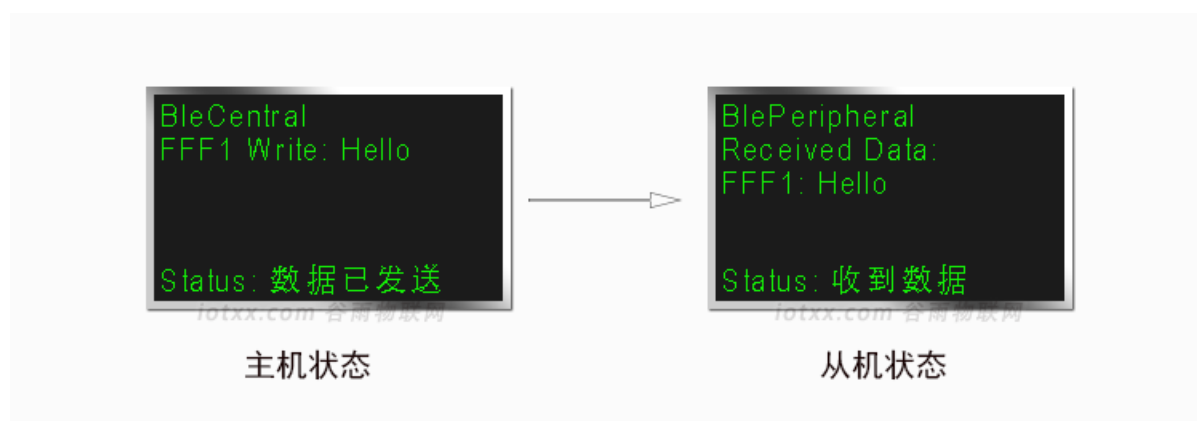 BleCentral
FFF1 Write: Hello
Status: 数据已发送
iotxx.com 谷雨物联网
主机状态
BlePeripheral
Received Data:
FFF1: Hello
Status: 收到数据
iotxx.com 谷雨物联网
从机状态